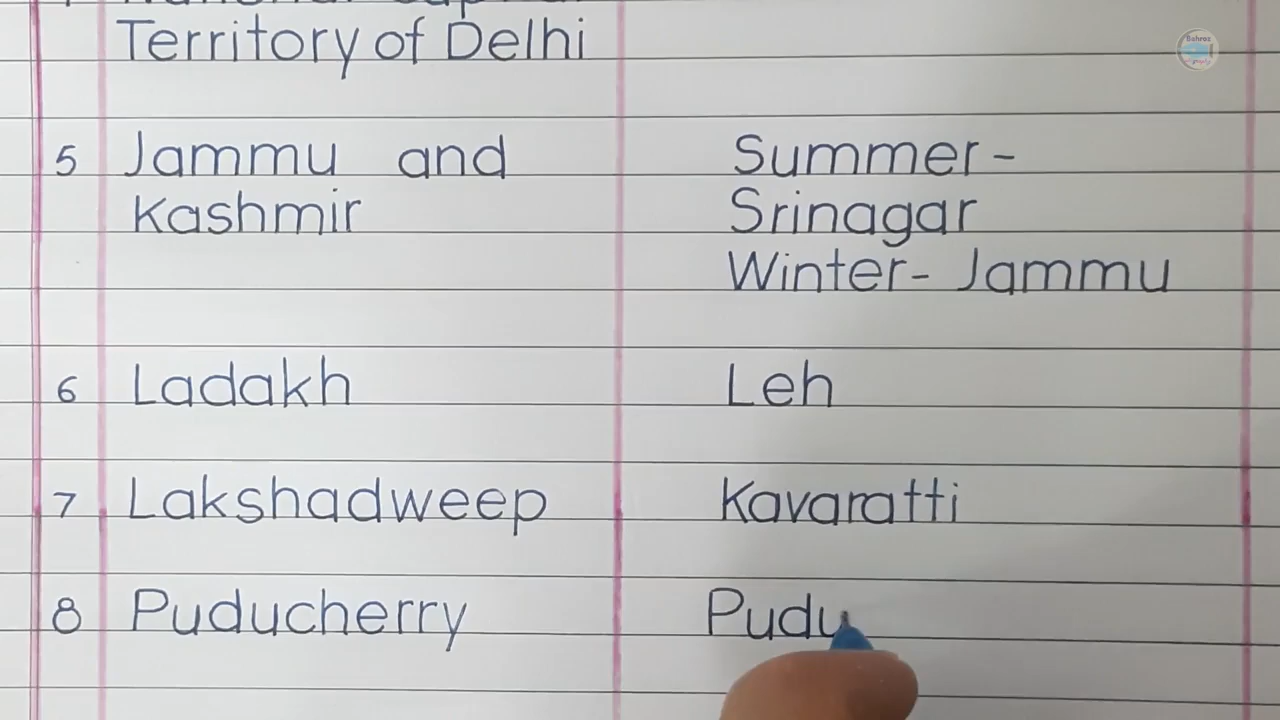 Territory of Delhi
5 Jammu and Summer-
Kashmir Srinagar
Winter- Jammu
6 Ladakh Leh
7 Lakshadweep Kavaratti
8 Puducherry Pudu
Bahroz